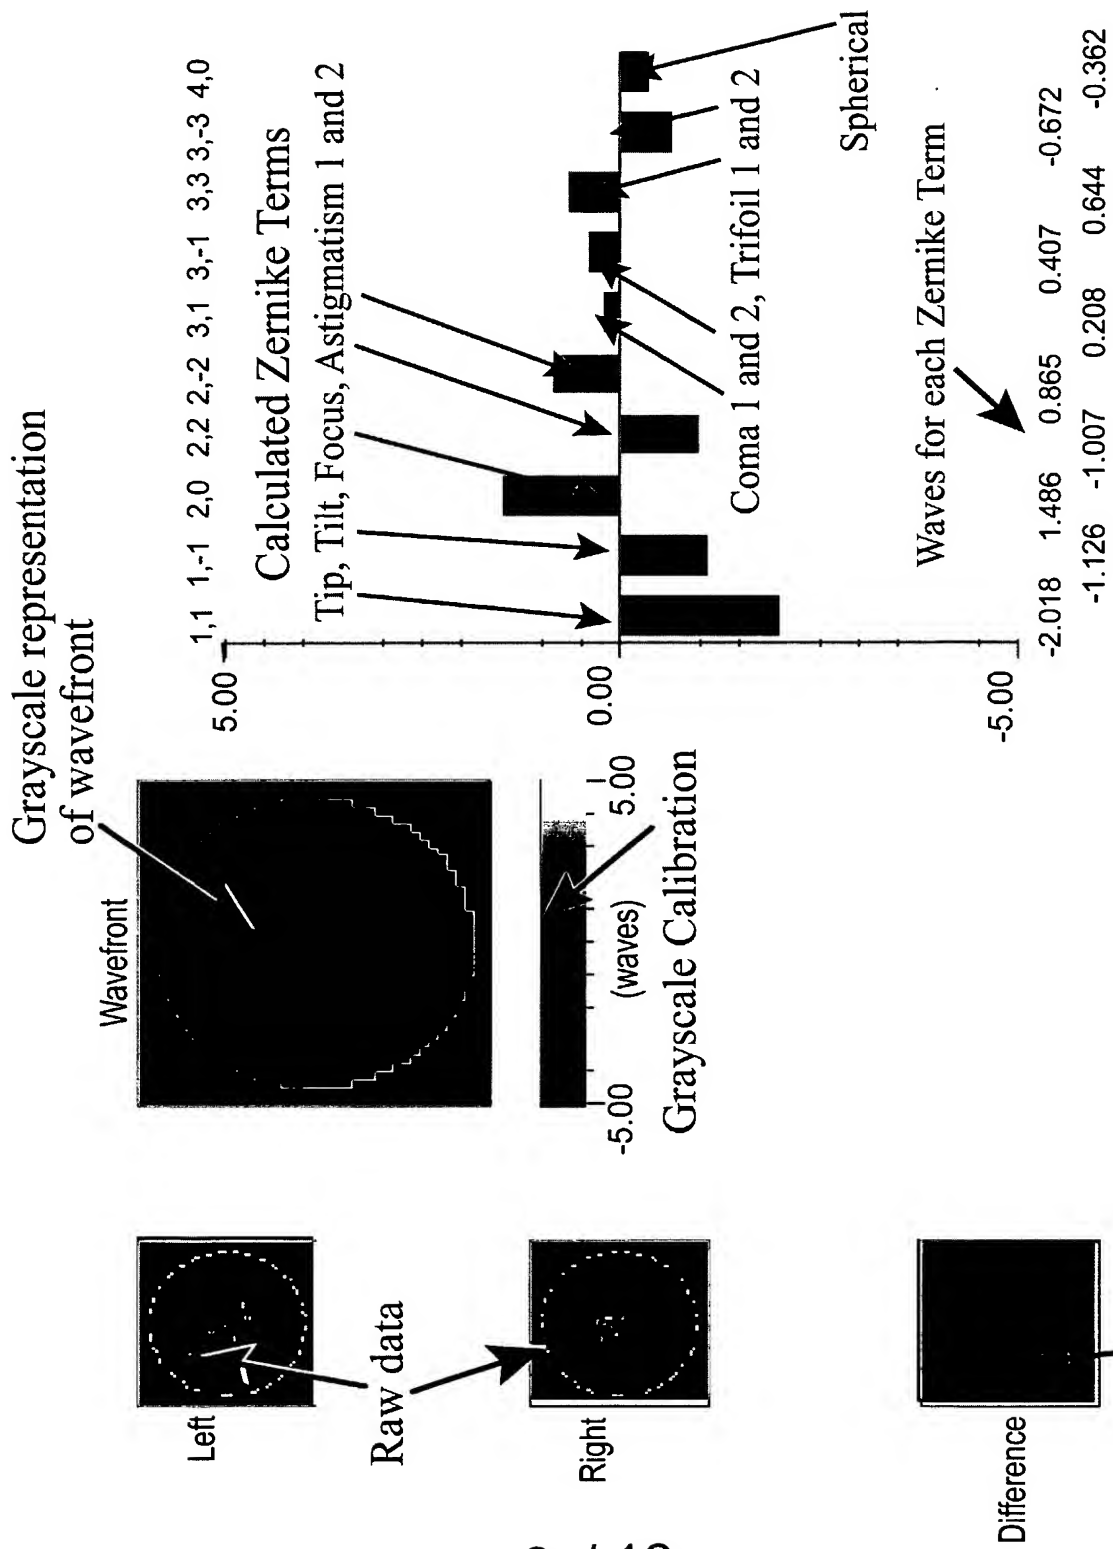 Grayscale representation
of wavefront
Wavefront
-5.00
(waves)
5.00
Grayscale Calibration
Left
Raw data
Right
Difference
1,1 1,-1 2,0 2,2 2,-2 3,1 3,-1 3,3 3,-3 4,0
Calculated Zernike Terms
Tip, Tilt, Focus, Astigmatism 1 and 2
5.00
0.00
-5.00
Coma 1 and 2, Trifoil 1 and 2
Spherical
Waves for each Zernike Term
-2.018 1.486 0.865 0.407 -0.672
-1.126 -1.007 0.208 0.644 -0.362